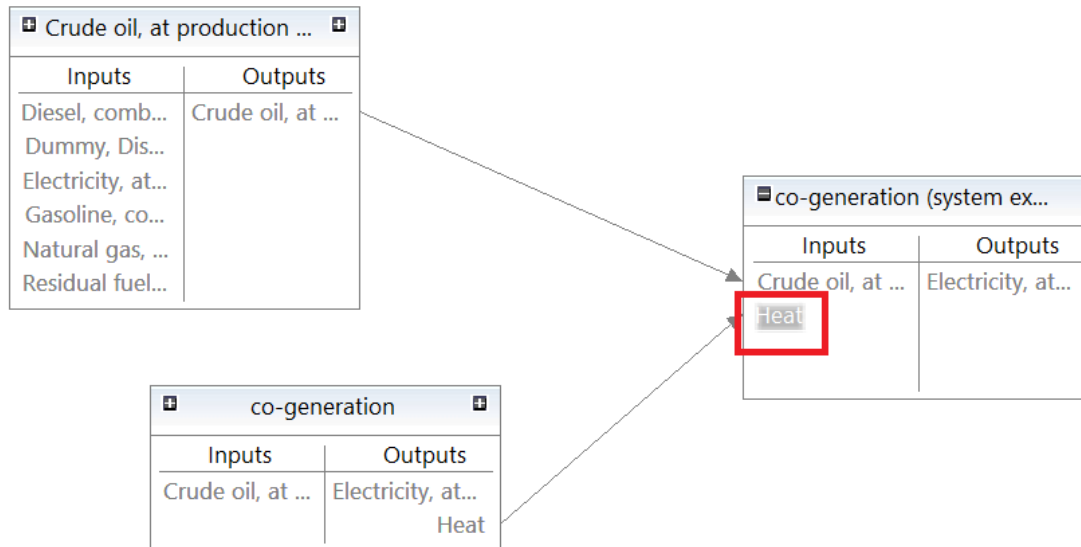 Crude oil, at production ...
Inputs Outputs
Diesel, comb... Crude oil, at ...
Dummy, Dis...
Electricity, at...
Gasoline, co...
Natural gas, ...
Residual fuel...
co-generation (system ex...
Inputs Outputs
Crude oil, at ... Electricity, at...
Heat
co-generation
Inputs Outputs
Crude oil, at ... Electricity, at...
Heat